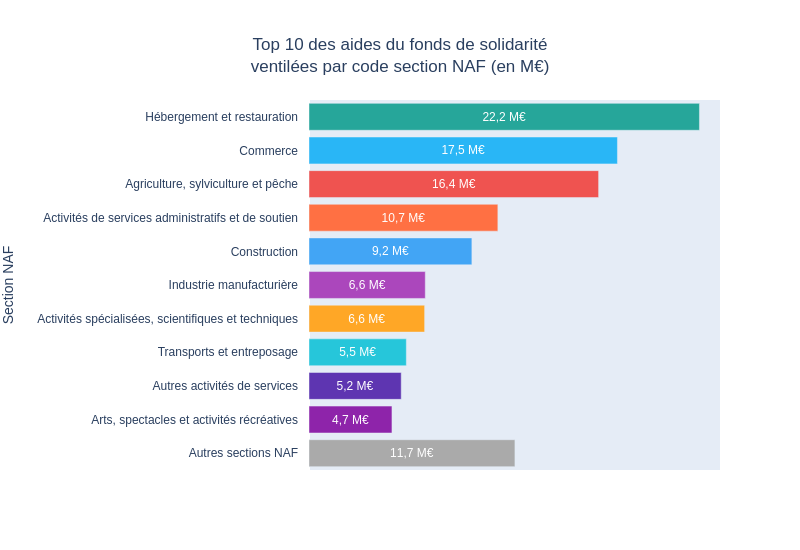 Top 10 des aides du fonds de solidarité
ventilées par code section NAF (en M€)
Section NAF
Hébergement et restauration 22,2 M€
Commerce 17,5 M€
Agriculture, sylviculture et pêche 16,4 M€
Activités de services administratifs et de soutien 10,7 M€
Construction 9,2 M€
Industrie manufacturière 6,6 M€
Activités spécialisées, scientifiques et techniques 6,6 M€
Transports et entreposage 5,5 M€
Autres activités de services 5,2 M€
Arts, spectacles et activités récréatives 4,7 M€
Autres sections NAF 11,7 M€